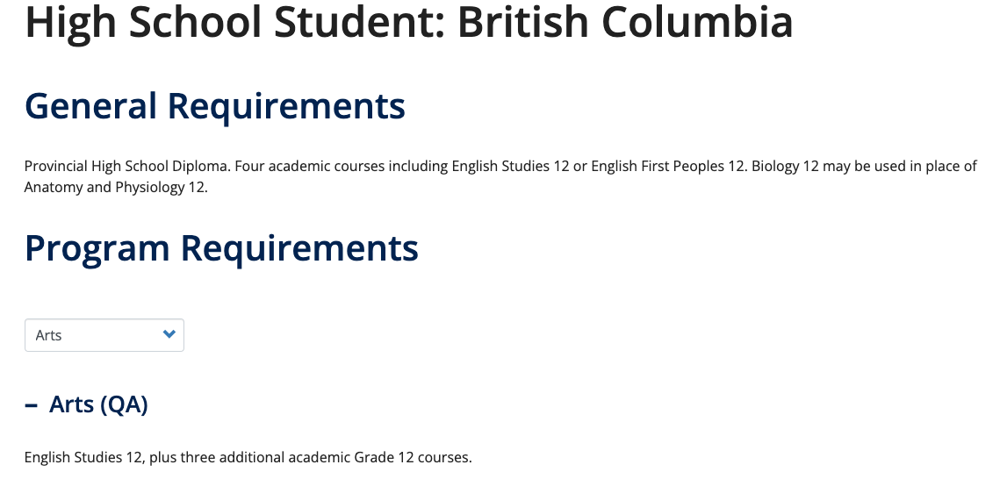 High School Student: British Columbia
General Requirements
Provincial High School Diploma. Four academic courses including English Studies 12 or English First Peoples 12. Biology 12 may be used in place of
Anatomy and Physiology 12.
Program Requirements
Arts
– Arts (QA)
English Studies 12, plus three additional academic Grade 12 courses.